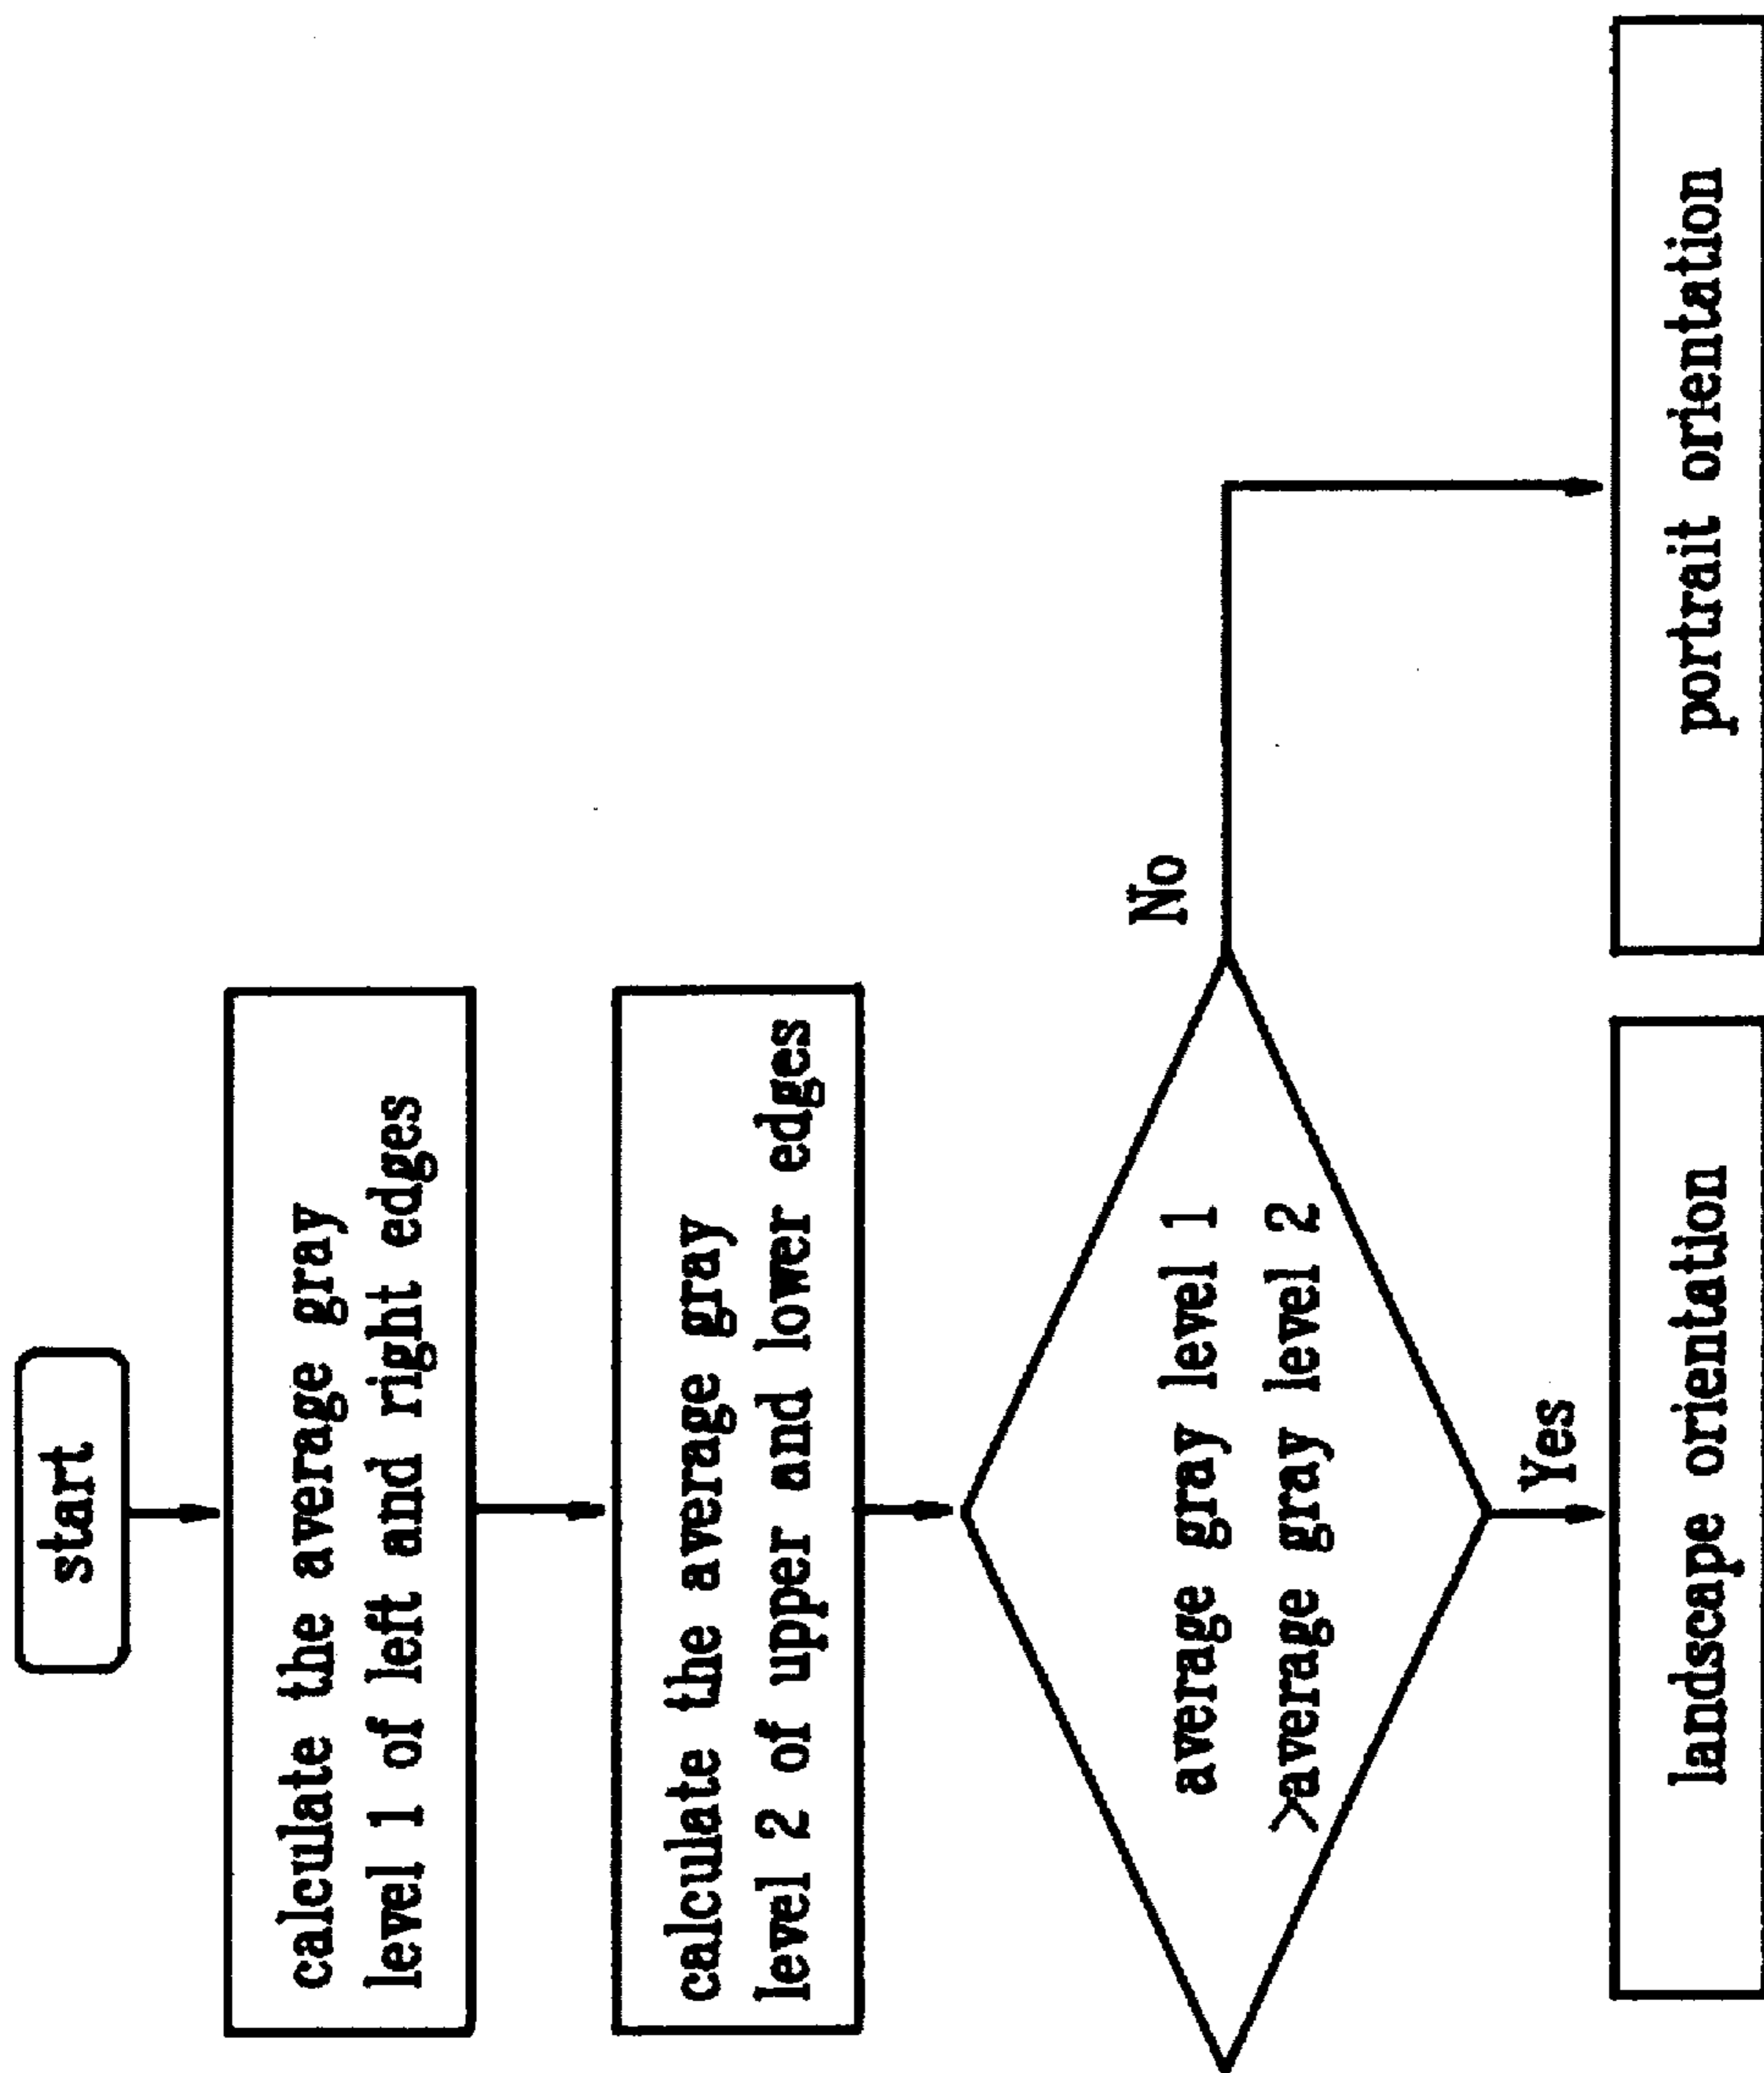 start
calculate the average gray
level 1 of left and right edges
calculate the average gray
level 2 of upper and lower edges
average gray level 1
>average gray level 2
No
Yes
landscape orientation
portrait orientation